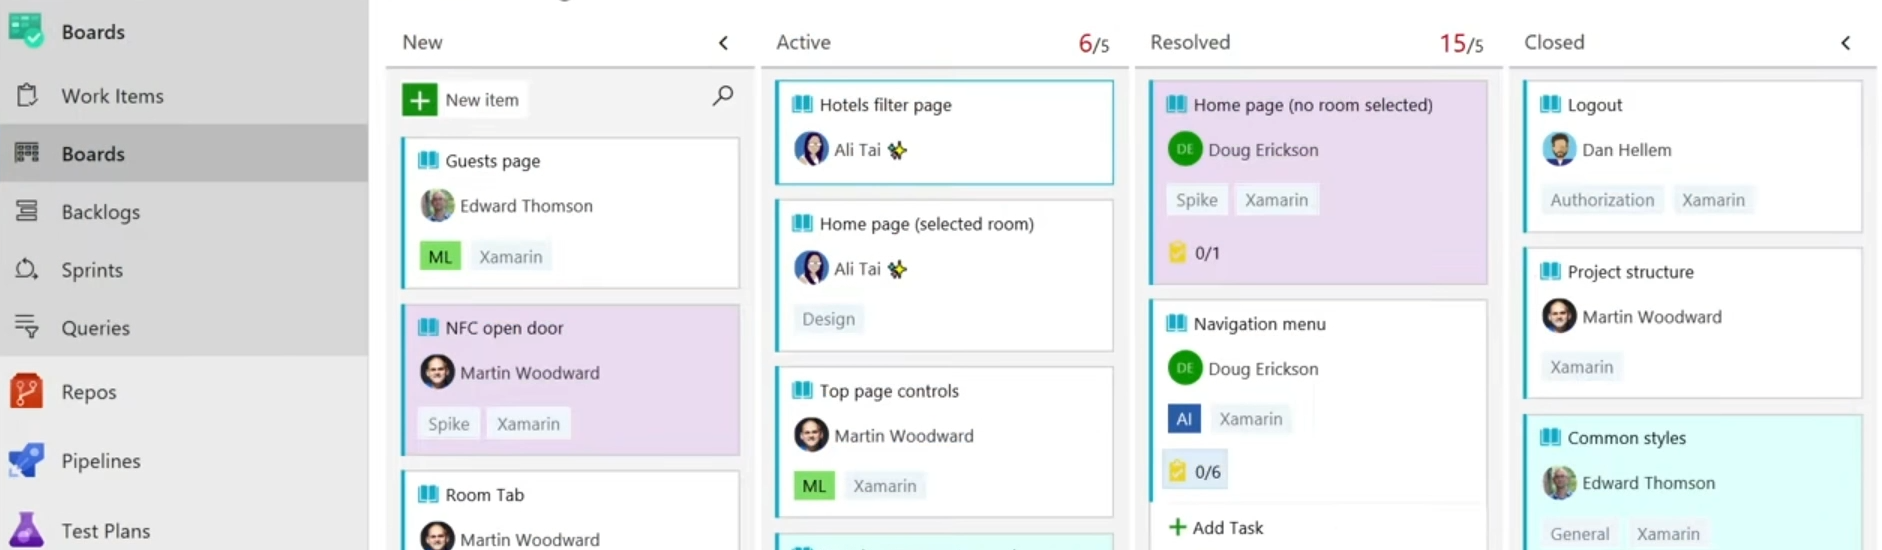 Boards
Work Items
Boards
Backlogs
Sprints
Queries
Repos
Pipelines
Test Plans
New
New item
Guests page
Edward Thomson
ML Xamarin
NFC open door
Martin Woodward
Spike Xamarin
Room Tab
Martin Woodward
Active 6/5
Hotels filter page
Ali Tai
Home page (selected room)
Ali Tai
Design
Top page controls
Martin Woodward
ML Xamarin
Resolved 15/5
Home page (no room selected)
DE Doug Erickson
Spike Xamarin
0/1
Navigation menu
DE Doug Erickson
AI Xamarin
0/6
+ Add Task
Closed
Logout
Dan Hellem
Authorization Xamarin
Project structure
Martin Woodward
Xamarin
Common styles
Edward Thomson
General Xamarin